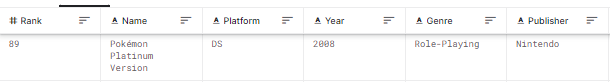 # Rank A Name A Platform A Year A Genre A Publisher
89 Pokémon DS 2008 Role-Playing Nintendo
Platinum
Version